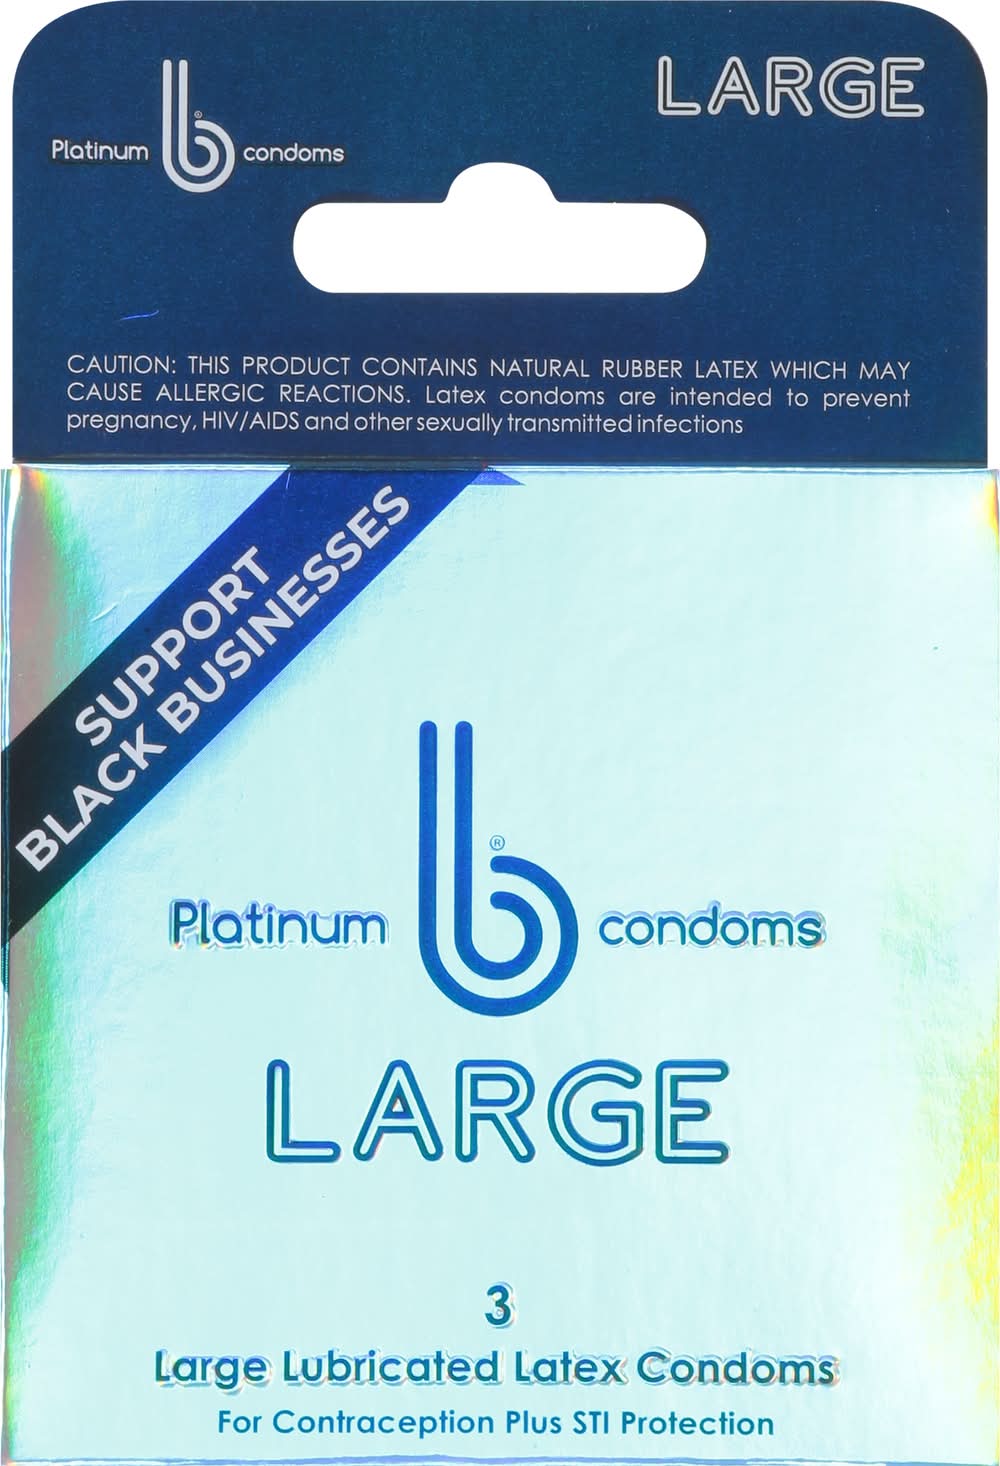 LARGE
Platinum b® condoms
CAUTION: THIS PRODUCT CONTAINS NATURAL RUBBER LATEX WHICH MAY
CAUSE ALLERGIC REACTIONS. Latex condoms are intended to prevent
pregnancy, HIV/AIDS and other sexually transmitted infections
SUPPORT
BLACK BUSINESSES
Platinum b® condoms
LARGE
3
Large Lubricated Latex Condoms
For Contraception Plus STI Protection